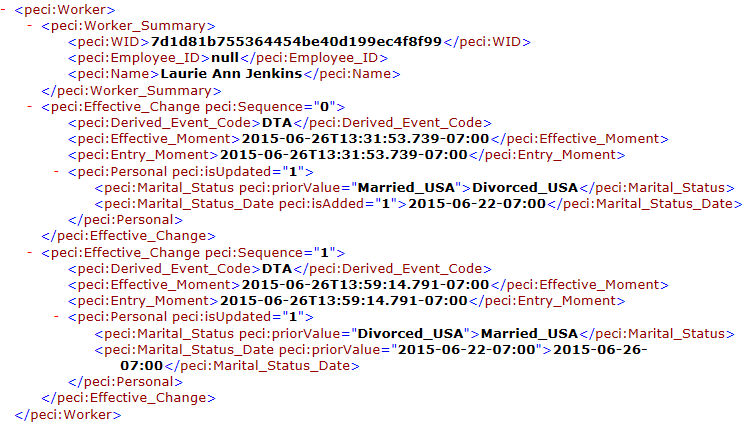 - <peci:Worker>
- <peci:Worker_Summary>
<peci:WID>7d1d81b755364454be40d199ec4f8f99</peci:WID>
<peci:Employee_ID>null</peci:Employee_ID>
<peci:Name>Laurie Ann Jenkins</peci:Name>
</peci:Worker_Summary>
- <peci:Effective_Change peci:Sequence="0">
<peci:Derived_Event_Code>DTA</peci:Derived_Event_Code>
<peci:Effective_Moment>2015-06-26T13:31:53.739-07:00</peci:Effective_Moment>
<peci:Entry_Moment>2015-06-26T13:31:53.739-07:00</peci:Entry_Moment>
- <peci:Personal peci:isUpdated="1">
<peci:Marital_Status peci:priorValue="Married_USA">Divorced_USA</peci:Marital_Status>
<peci:Marital_Status_Date peci:isAdded="1">2015-06-22-07:00</peci:Marital_Status_Date>
</peci:Personal>
</peci:Effective_Change>
- <peci:Effective_Change peci:Sequence="1">
<peci:Derived_Event_Code>DTA</peci:Derived_Event_Code>
<peci:Effective_Moment>2015-06-26T13:59:14.791-07:00</peci:Effective_Moment>
<peci:Entry_Moment>2015-06-26T13:59:14.791-07:00</peci:Entry_Moment>
- <peci:Personal peci:isUpdated="1">
<peci:Marital_Status peci:priorValue="Divorced_USA">Married_USA</peci:Marital_Status>
<peci:Marital_Status_Date peci:priorValue="2015-06-22-07:00">2015-06-26-
07:00</peci:Marital_Status_Date>
</peci:Personal>
</peci:Effective_Change>
</peci:Worker>